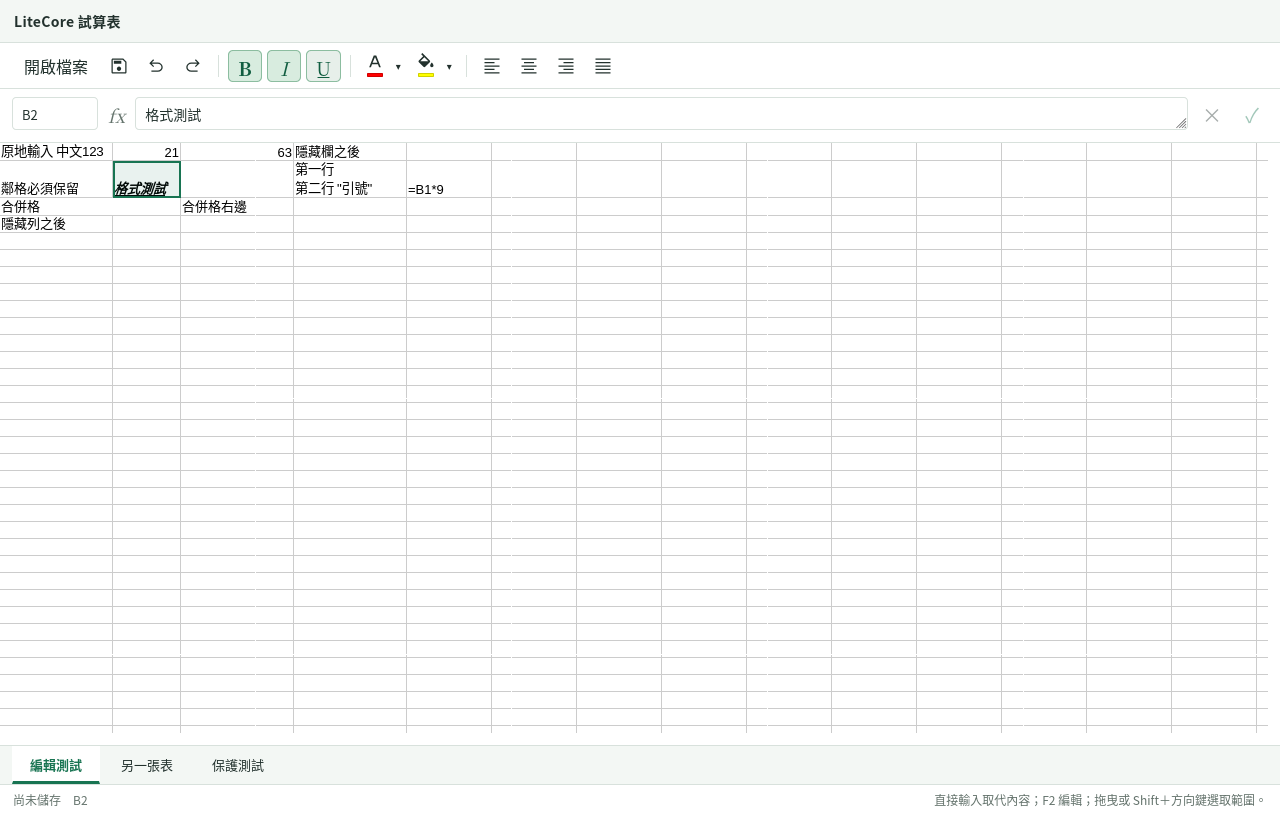 LiteCore 試算表
開啟檔案 B I U A
B2 fx 格式測試
原地輸入 中文123 21 63 隱藏欄之後
第一行
鄰格必須保留 格式測試 第二行 "引號" =B1*9
合併格 合併格右邊
隱藏列之後
編輯測試 另一張表 保護測試
尚未儲存 B2 直接輸入取代內容；F2 編輯；拖曳或 Shift＋方向鍵選取範圍。